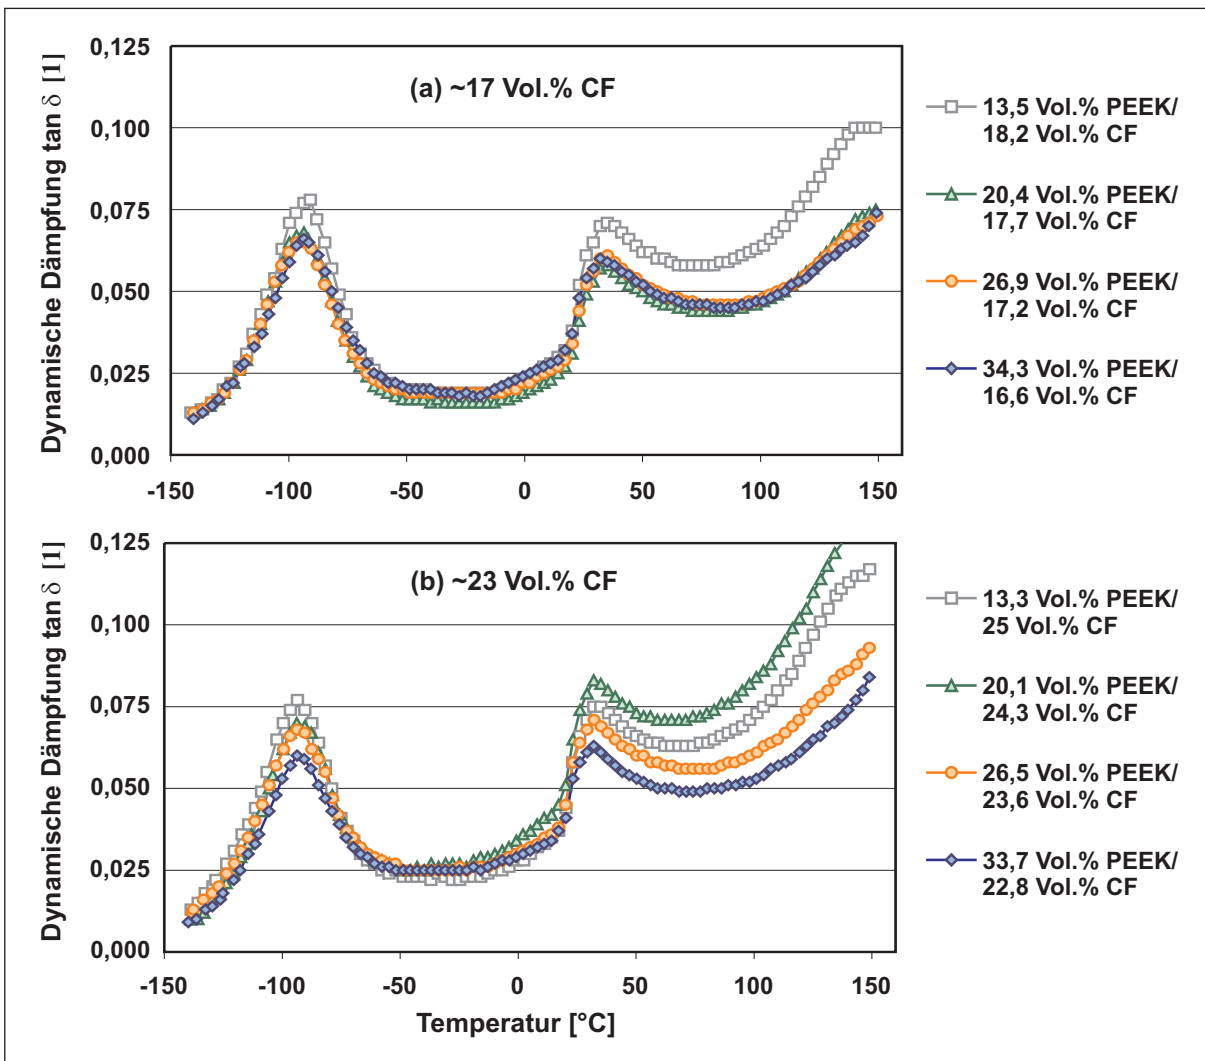 0,125
(a) ~17 Vol.% CF
0,100
0,075
0,050
0,025
0,000
Dynamische Dämpfung tan δ [1]
-150 -100 -50 0 50 100 150
13,5 Vol.% PEEK/
18,2 Vol.% CF
20,4 Vol.% PEEK/
17,7 Vol.% CF
26,9 Vol.% PEEK/
17,2 Vol.% CF
34,3 Vol.% PEEK/
16,6 Vol.% CF
0,125
(b) ~23 Vol.% CF
0,100
0,075
0,050
0,025
0,000
Dynamische Dämpfung tan δ [1]
-150 -100 -50 0 50 100 150
Temperatur [°C]
13,3 Vol.% PEEK/
25 Vol.% CF
20,1 Vol.% PEEK/
24,3 Vol.% CF
26,5 Vol.% PEEK/
23,6 Vol.% CF
33,7 Vol.% PEEK/
22,8 Vol.% CF